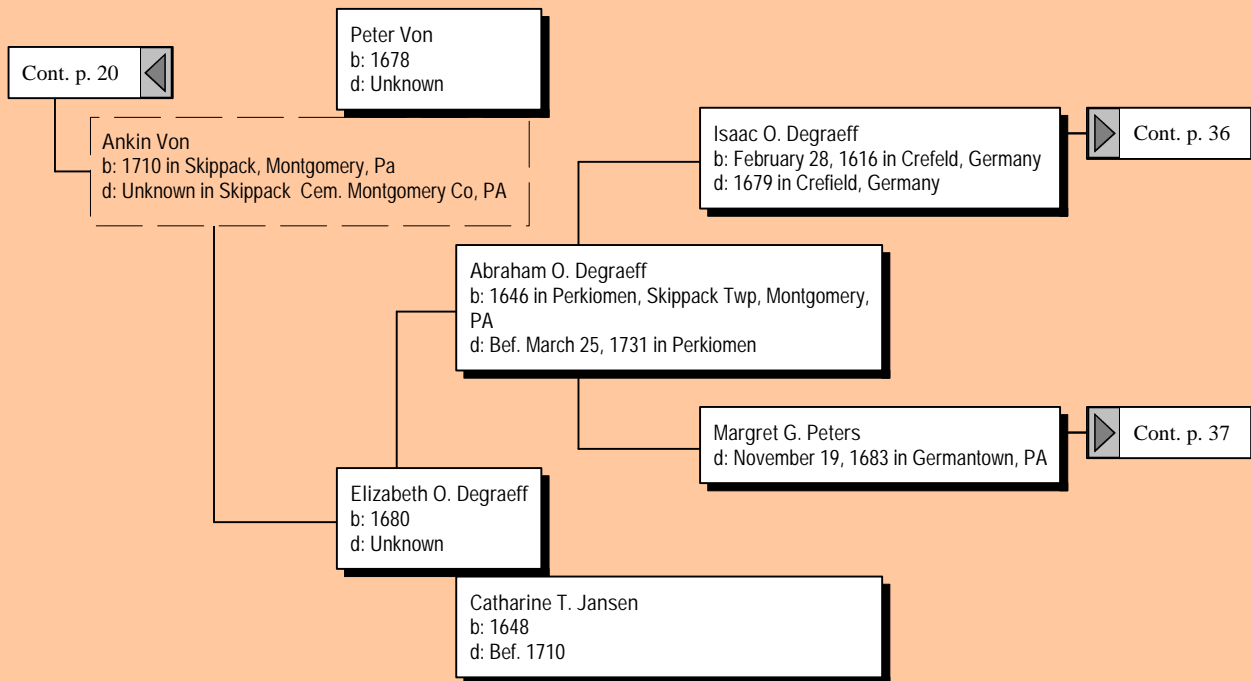 Peter Von
b: 1678
d: Unknown
Cont. p. 20
Ankin Von
b: 1710 in Skippack, Montgomery, Pa
d: Unknown in Skippack  Cem. Montgomery Co, PA
Isaac O. Degraeff
b: February 28, 1616 in Crefeld, Germany
d: 1679 in Crefield, Germany
Cont. p. 36
Abraham O. Degraeff
b: 1646 in Perkiomen, Skippack Twp, Montgomery,
PA
d: Bef. March 25, 1731 in Perkiomen
Margret G. Peters
d: November 19, 1683 in Germantown, PA
Cont. p. 37
Elizabeth O. Degraeff
b: 1680
d: Unknown
Catharine T. Jansen
b: 1648
d: Bef. 1710